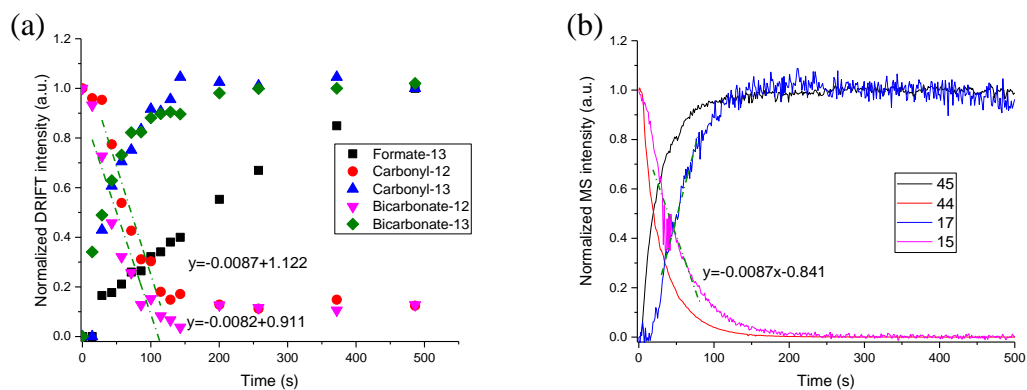 (a)
1.2
1.0
0.8
0.6
0.4
0.2
0.0
Normalized DRIFT intensity (a.u.)
Formate-13
Carbonyl-12
Carbonyl-13
Bicarbonate-12
Bicarbonate-13
y=-0.0087+1.122
y=-0.0082+0.911
0 100 200 300 400 500
Time (s)
(b)
1.2
1.0
0.8
0.6
0.4
0.2
0.0
Normalized MS intensity (a.u.)
45
44
17
15
y=-0.0087x-0.841
0 100 200 300 400 500
Time (s)